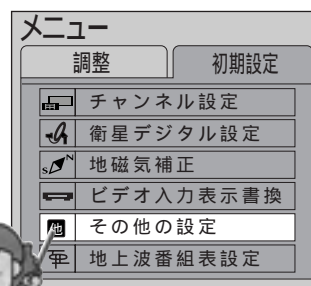 メニュー
調整 初期設定
チャンネル設定
衛星デジタル設定
S N 地磁気補正
ビデオ入力表示書換
他 その他の設定
地上波番組表設定